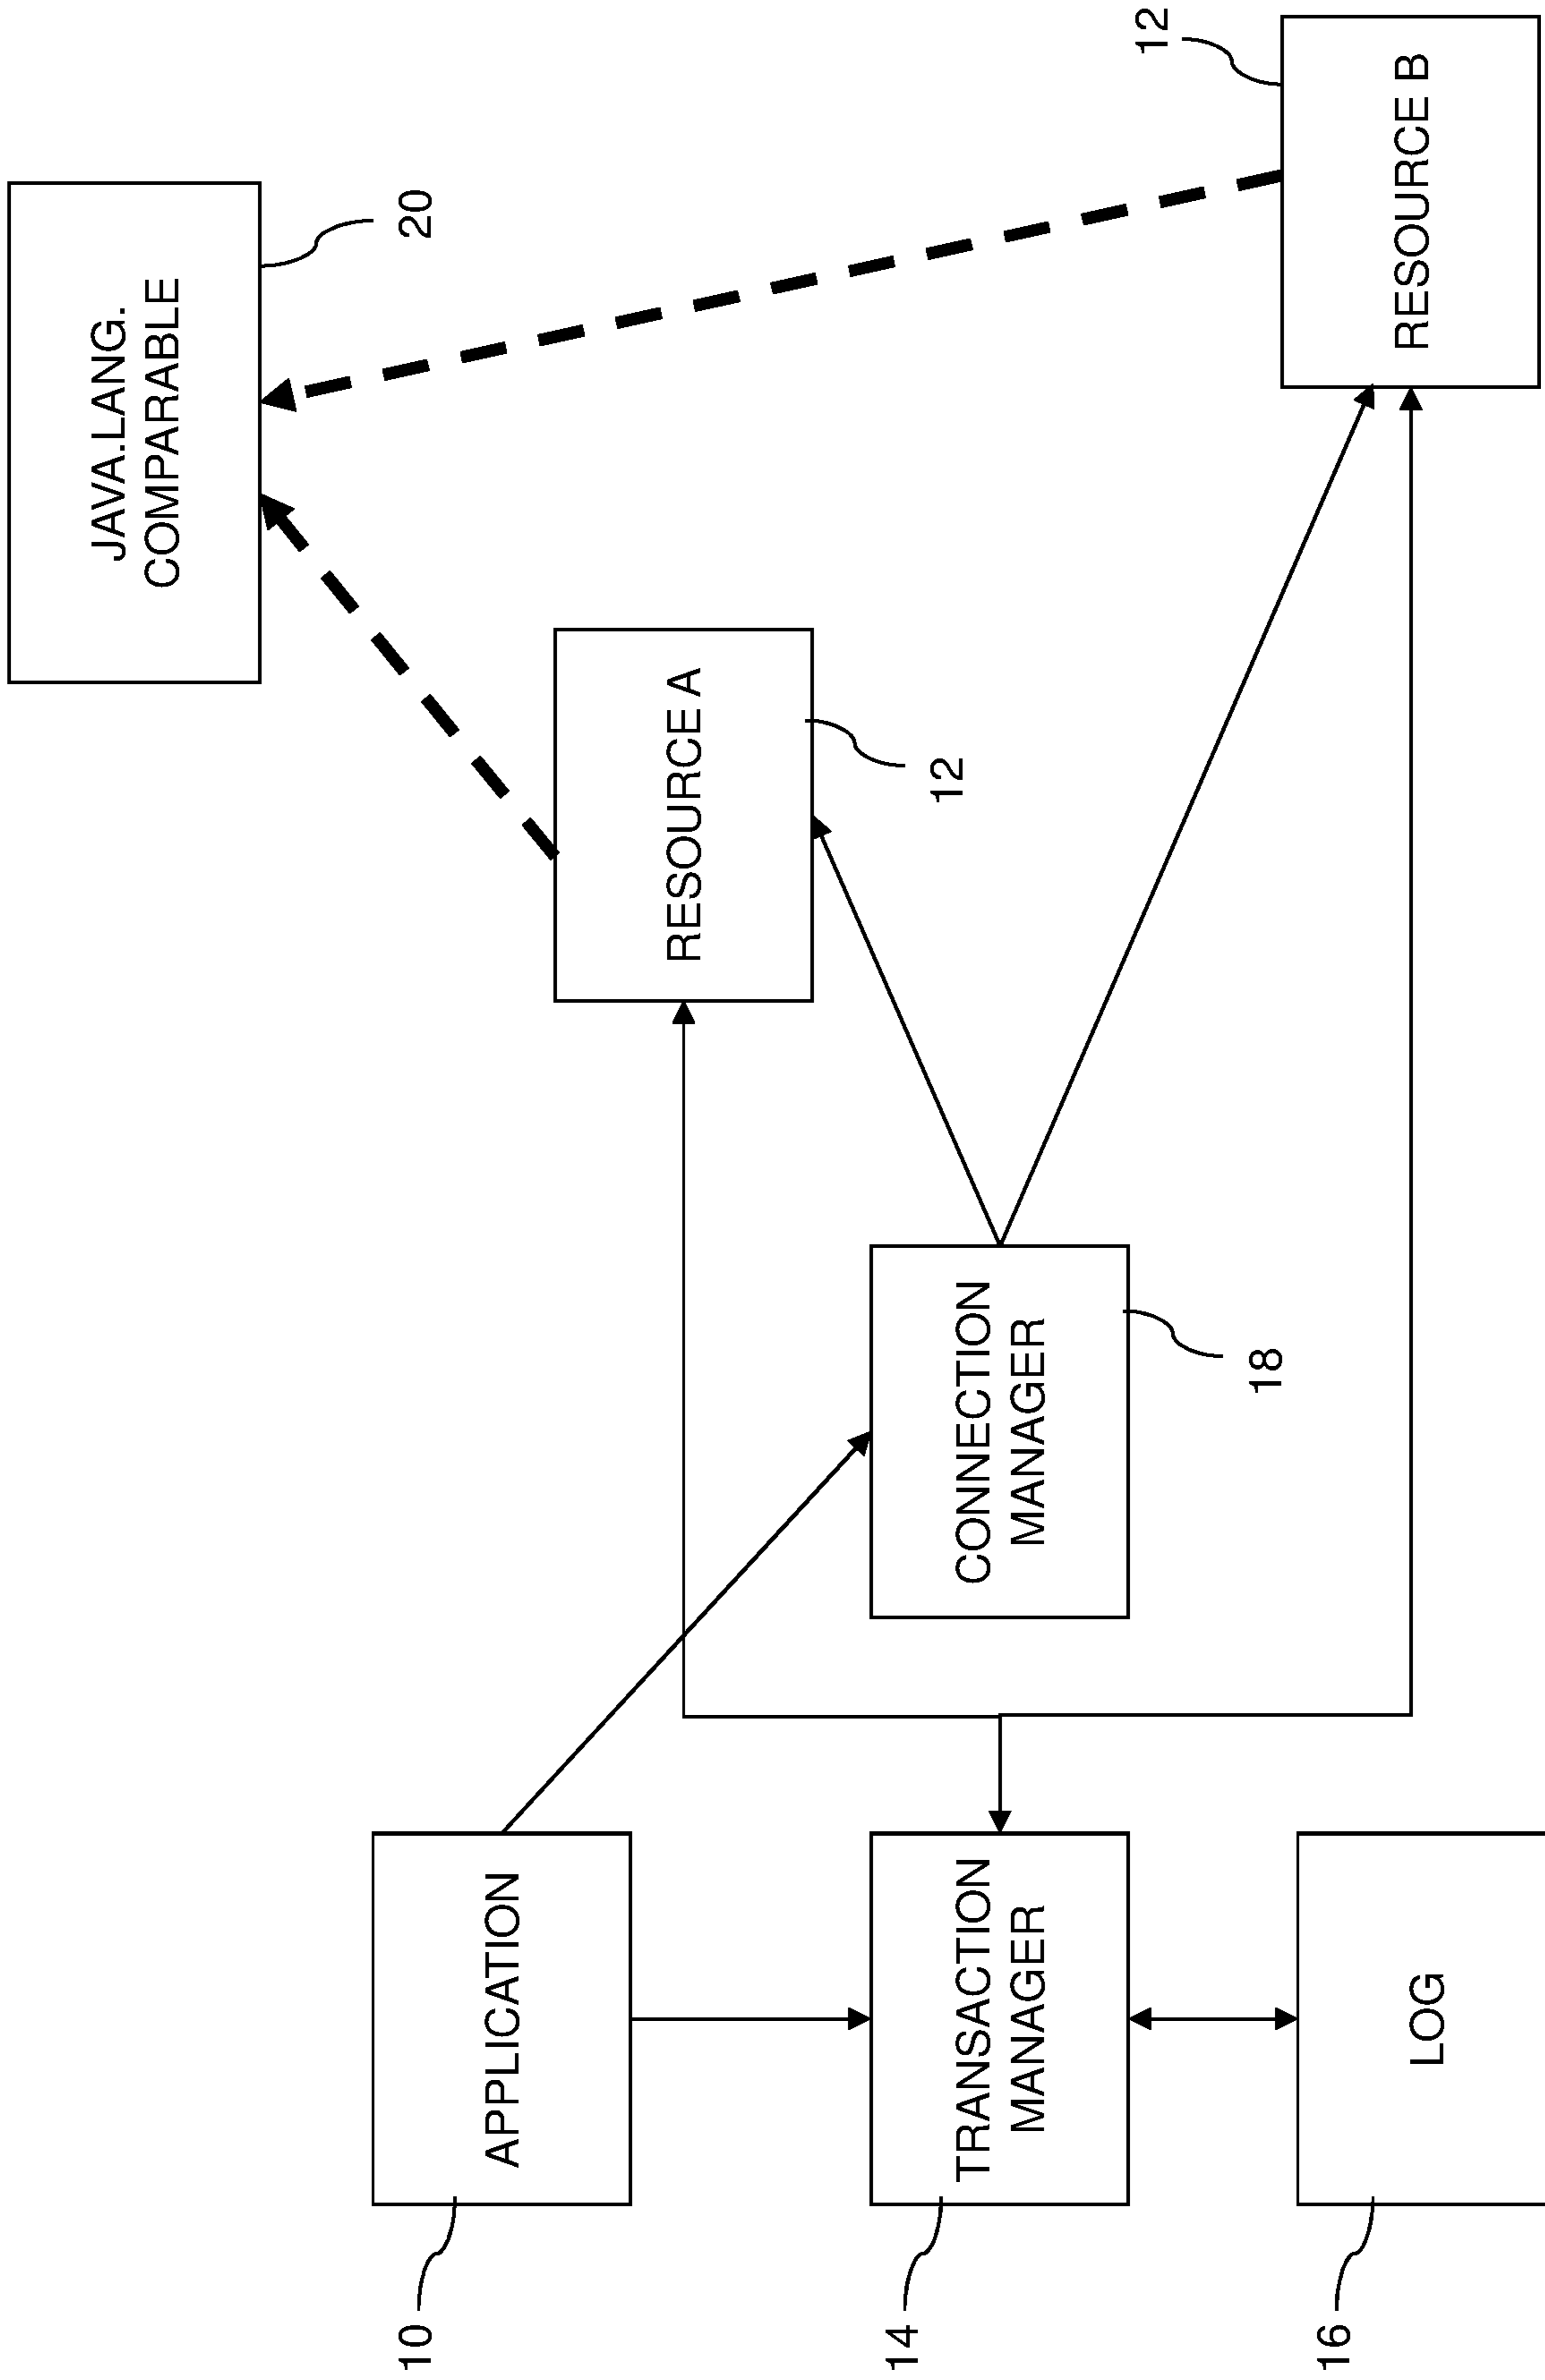 JAVA.LANG.
COMPARABLE
20
12
RESOURCE A
12
RESOURCE B
CONNECTION
MANAGER
18
10
APPLICATION
14
TRANSACTION
MANAGER
16
LOG